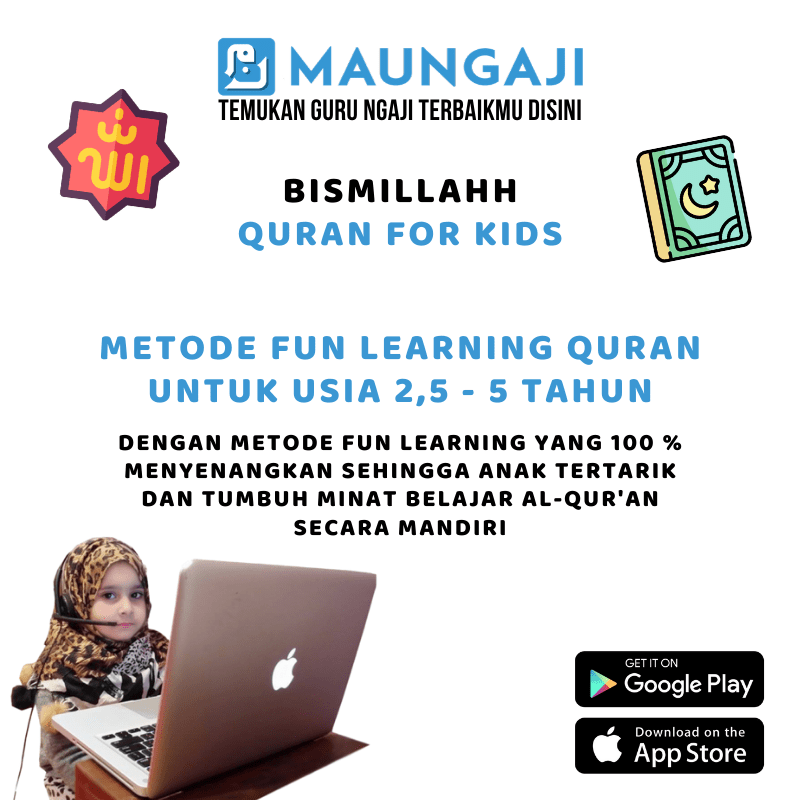 MAUNGAJI
TEMUKAN GURU NGAJI TERBAIKMU DISINI
الله
BISMILLAHH
QURAN FOR KIDS
METODE FUN LEARNING QURAN
UNTUK USIA 2,5 - 5 TAHUN
DENGAN METODE FUN LEARNING YANG 100 %
MENYENANGKAN SEHINGGA ANAK TERTARIK
DAN TUMBUH MINAT BELAJAR AL-QUR'AN
SECARA MANDIRI
GET IT ON
Google Play
Download on the
App Store